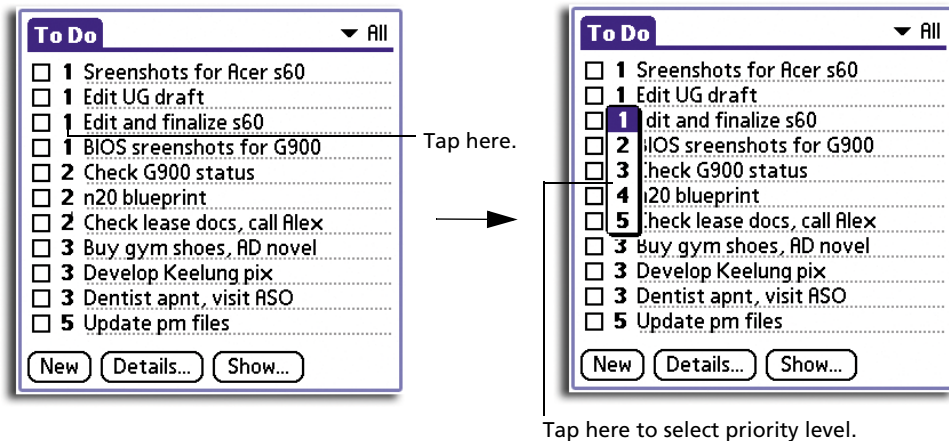 To Do
All
1 Sreenshots for Acer s60
1 Edit UG draft
1 Edit and finalize s60
1 BIOS sreenshots for G900
2 Check G900 status
2 n20 blueprint
2 Check lease docs, call Alex
3 Buy gym shoes, AD novel
3 Develop Keelung pix
3 Dentist apnt, visit ASO
5 Update pm files
New Details... Show...
Tap here.
To Do
All
1 Sreenshots for Acer s60
1 Edit UG draft
1 dit and finalize s60
2 IOS sreenshots for G900
3 heck G900 status
4 20 blueprint
5 heck lease docs, call Alex
3 Buy gym shoes, AD novel
3 Develop Keelung pix
3 Dentist apnt, visit ASO
5 Update pm files
New Details... Show...
Tap here to select priority level.